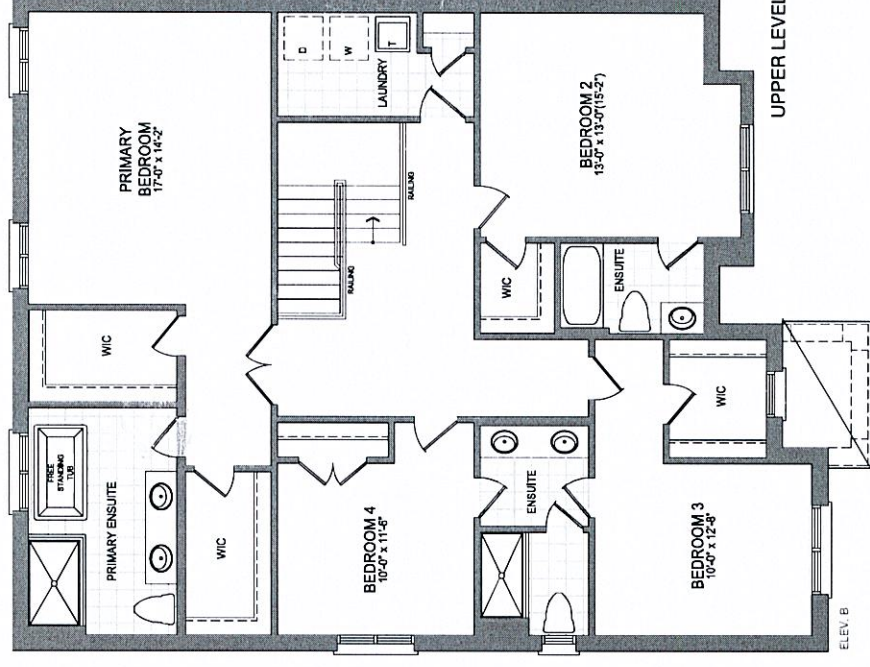 PRIMARY
BEDROOM
17'-0" x 14'-2"
D
W
T
LAUNDRY
UPPER LEVEL
BEDROOM 2
13'-0" x 13'-0"(15'-2")
RAILING
RAILING
WIC
ENSUITE
WIC
FREE
STANDING
TUB
PRIMARY ENSUITE
WIC
BEDROOM 4
10'-0" x 11'-6"
ENSUITE
WIC
BEDROOM 3
10'-0" x 12'-8"
ELEV. B